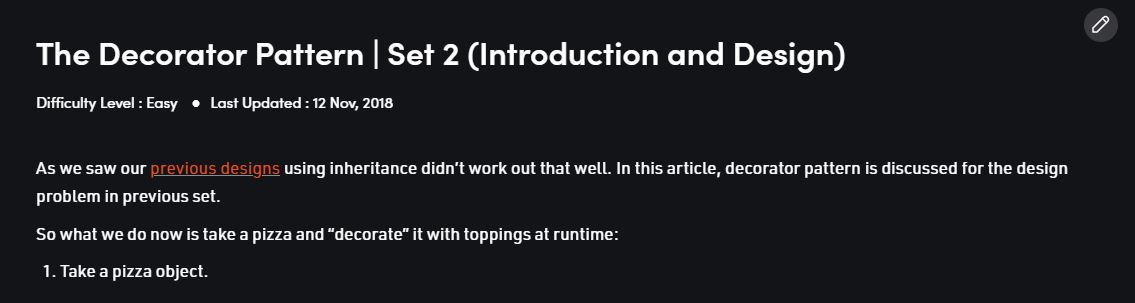 The Decorator Pattern | Set 2 (Introduction and Design)
Difficulty Level : Easy ● Last Updated : 12 Nov, 2018
As we saw our previous designs using inheritance didn’t work out that well. In this article, decorator pattern is discussed for the design
problem in previous set.
So what we do now is take a pizza and “decorate” it with toppings at runtime:
1. Take a pizza object.